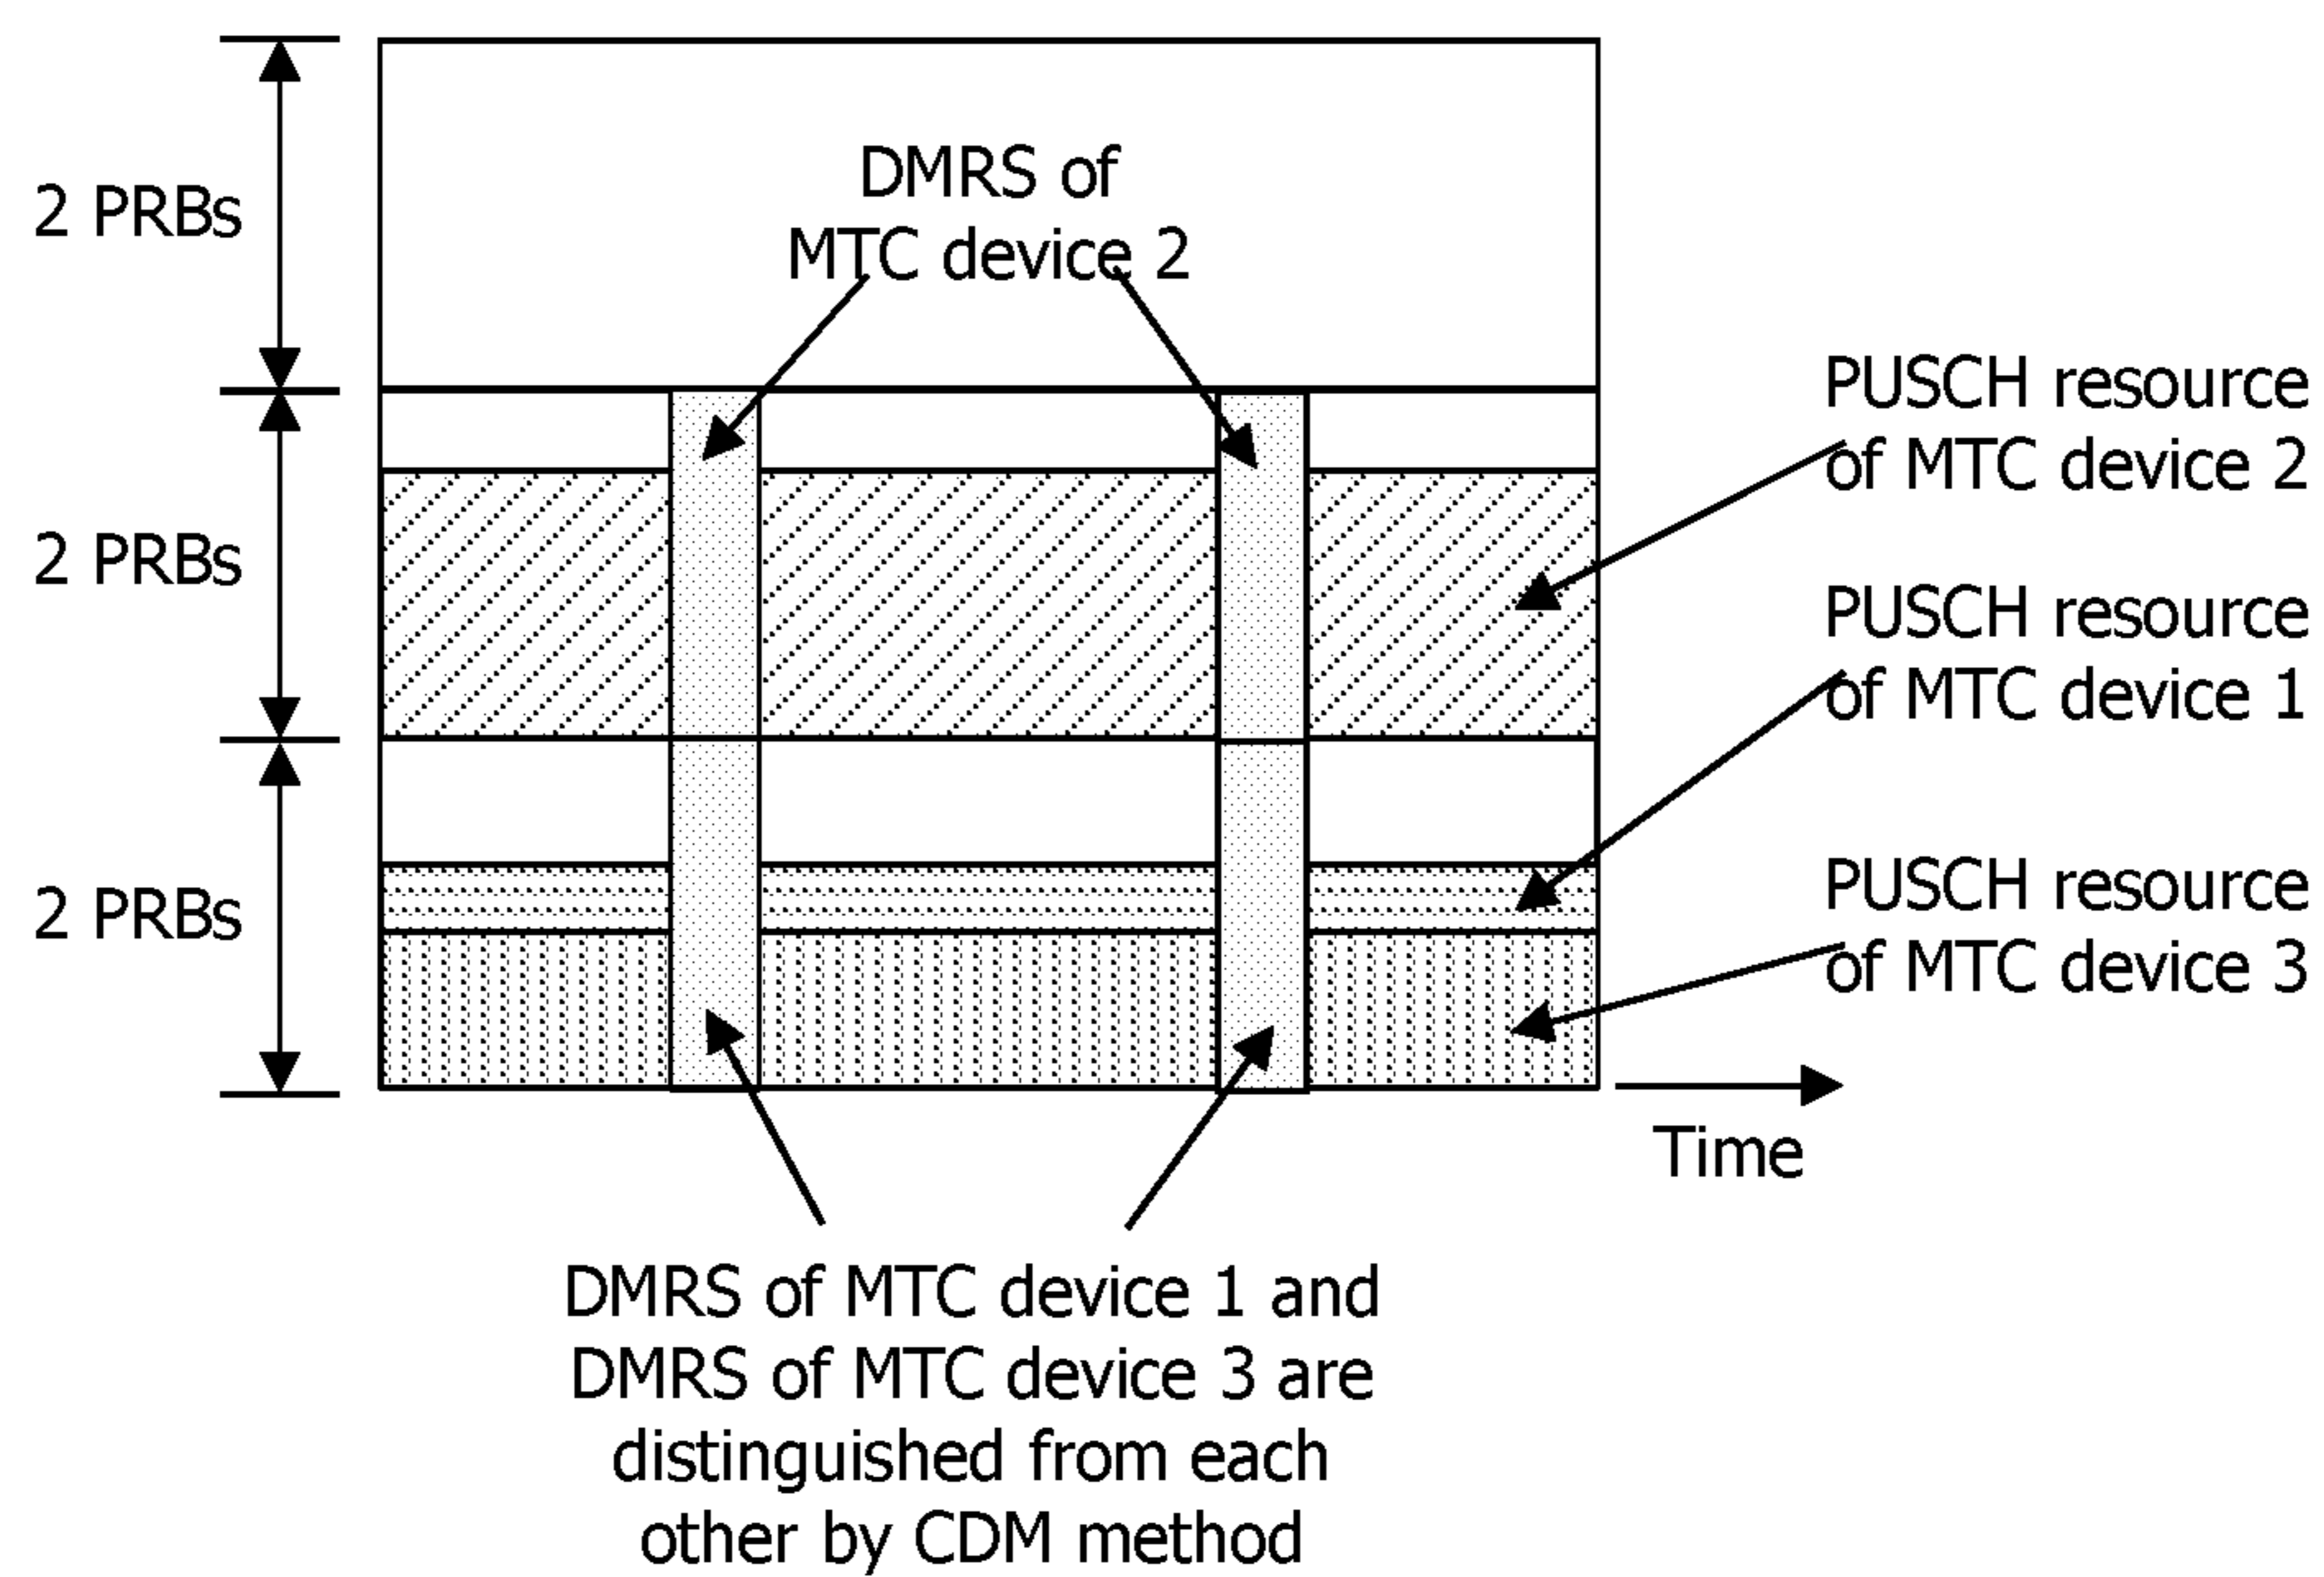 2 PRBs
DMRS of
MTC device 2
2 PRBs
2 PRBs
PUSCH resource
of MTC device 2
PUSCH resource
of MTC device 1
PUSCH resource
of MTC device 3
Time
DMRS of MTC device 1 and
DMRS of MTC device 3 are
distinguished from each
other by CDM method